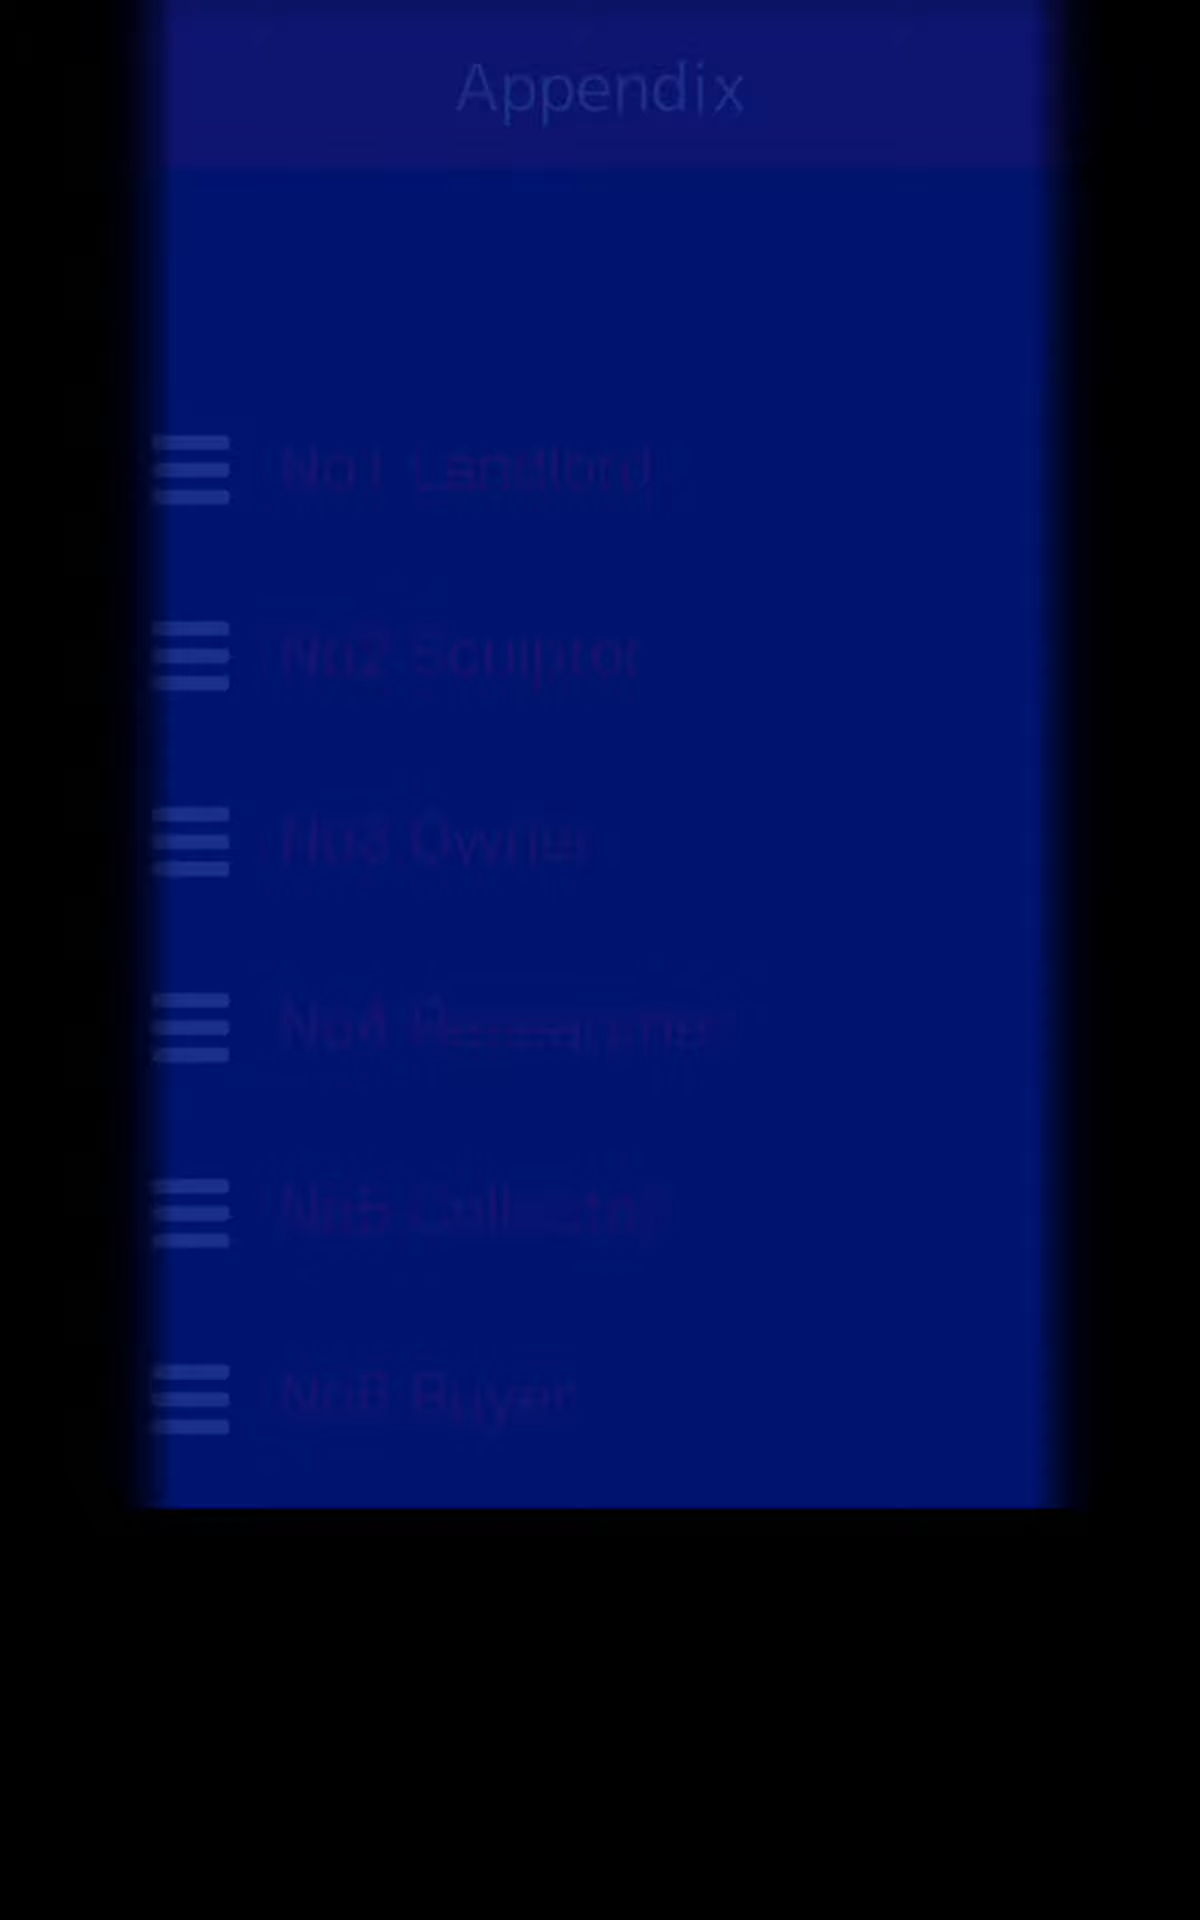 Appendix
No1 Landlord
No2 Sculptor
No3 Owner
No4 Researcher
No5 Collector
No6 Buyer